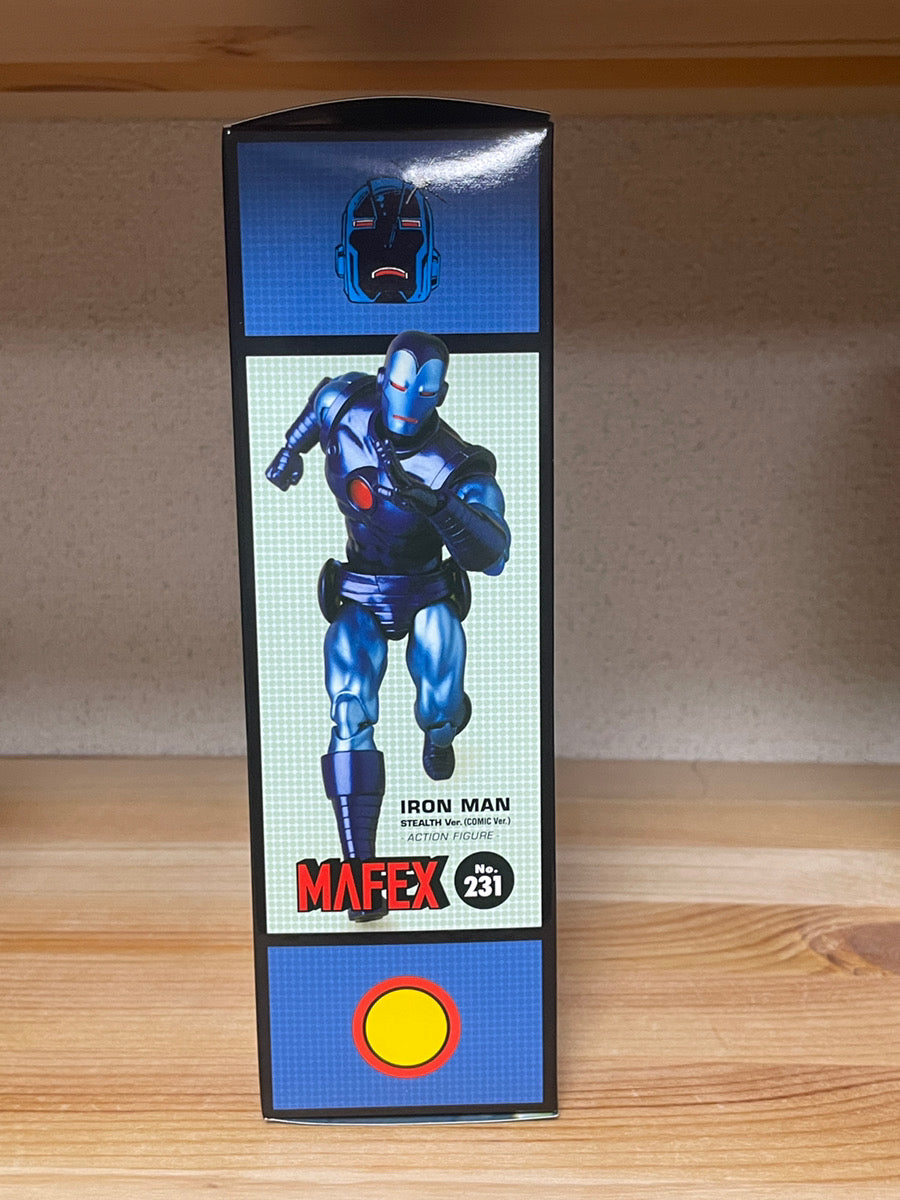 IRON MAN
STEALTH Ver. (COMIC Ver.)
- ACTION FIGURE -
MAFEX No. 231